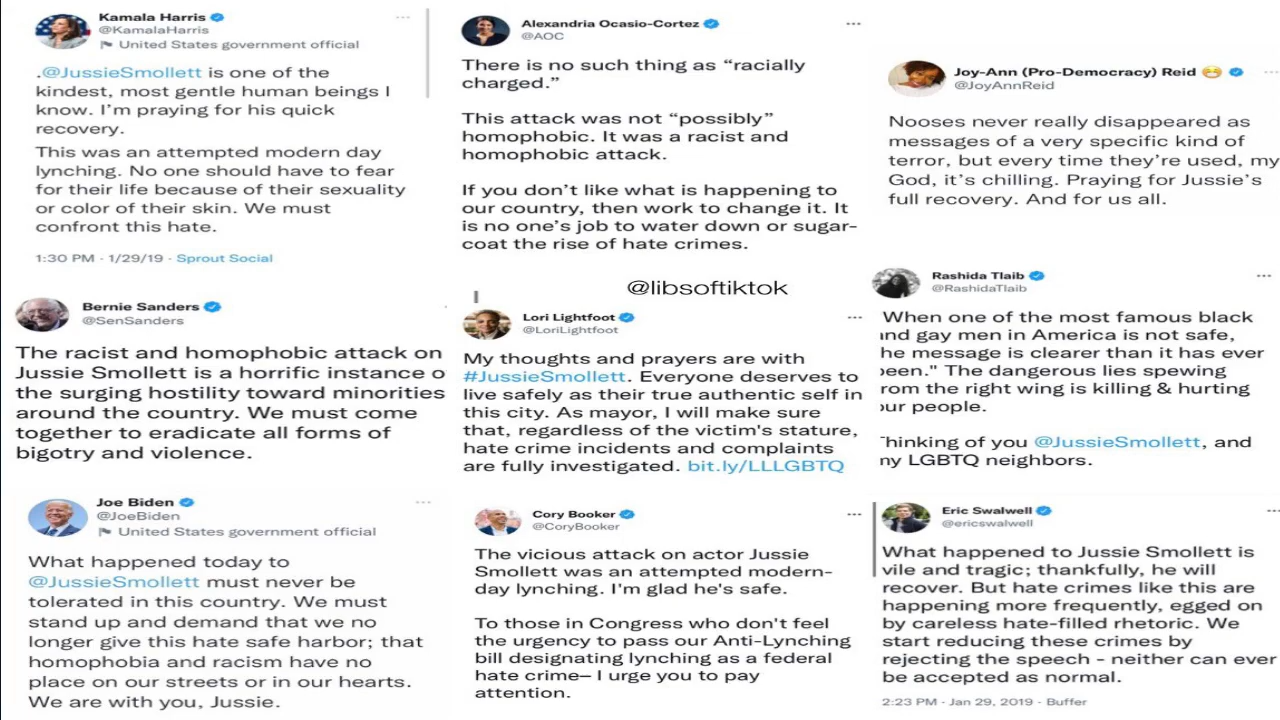 Kamala Harris
@KamalaHarris
United States government official
.@JussieSmollett is one of the
kindest, most gentle human beings I
know. I'm praying for his quick
recovery.
This was an attempted modern day
lynching. No one should have to fear
for their life because of their sexuality
or color of their skin. We must
confront this hate.
1:30 PM · 1/29/19 · Sprout Social
Alexandria Ocasio-Cortez
@AOC
There is no such thing as “racially
charged.”
This attack was not “possibly”
homophobic. It was a racist and
homophobic attack.
If you don't like what is happening to
our country, then work to change it. It
is no one's job to water down or sugar-
coat the rise of hate crimes.
Joy-Ann (Pro-Democracy) Reid 😷
@JoyAnnReid
Nooses never really disappeared as
messages of a very specific kind of
terror, but every time they're used, my
God, it's chilling. Praying for Jussie's
full recovery. And for us all.
Bernie Sanders
@SenSanders
The racist and homophobic attack on
Jussie Smollett is a horrific instance o
the surging hostility toward minorities
around the country. We must come
together to eradicate all forms of
bigotry and violence.
@libsoftiktok
Lori Lightfoot
@LoriLightfoot
My thoughts and prayers are with
#JussieSmollett. Everyone deserves to
live safely as their true authentic self in
this city. As mayor, I will make sure
that, regardless of the victim's stature,
hate crime incidents and complaints
are fully investigated. bit.ly/LLLGBTQ
Rashida Tlaib
@RashidaTlaib
When one of the most famous black
nd gay men in America is not safe,
he message is clearer than it has ever
een." The dangerous lies spewing
rom the right wing is killing & hurting
ur people.
hinking of you @JussieSmollett, and
ny LGBTQ neighbors.
Joe Biden
@JoeBiden
United States government official
What happened today to
@JussieSmollett must never be
tolerated in this country. We must
stand up and demand that we no
longer give this hate safe harbor; that
homophobia and racism have no
place on our streets or in our hearts.
We are with you, Jussie.
Cory Booker
@CoryBooker
The vicious attack on actor Jussie
Smollett was an attempted modern-
day lynching. I'm glad he's safe.
To those in Congress who don't feel
the urgency to pass our Anti-Lynching
bill designating lynching as a federal
hate crime– I urge you to pay
attention.
Eric Swalwell
@ericswalwell
What happened to Jussie Smollett is
vile and tragic; thankfully, he will
recover. But hate crimes like this are
happening more frequently, egged on
by careless hate-filled rhetoric. We
start reducing these crimes by
rejecting the speech - neither can ever
be accepted as normal.
2:23 PM · Jan 29, 2019 · Buffer